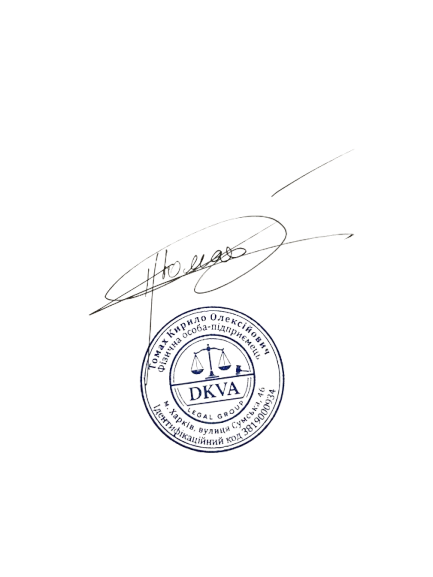 Томах Кирило Олексійович
Фізична особа-підприємець
DKVA
LEGAL GROUP
м. Харків, вулиця Сумська, 46
Ідентифікаційний код 3819000934